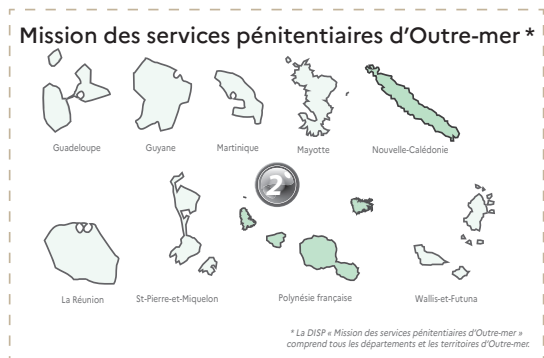 Mission des services pénitentiaires d'Outre-mer *
Guadeloupe
Guyane
Martinique
Mayotte
Nouvelle-Calédonie
2
La Réunion
St-Pierre-et-Miquelon
Polynésie française
Wallis-et-Futuna
* La DISP « Mission des services pénitentiaires d'Outre-mer »
comprend tous les départements et les territoires d'Outre-mer.